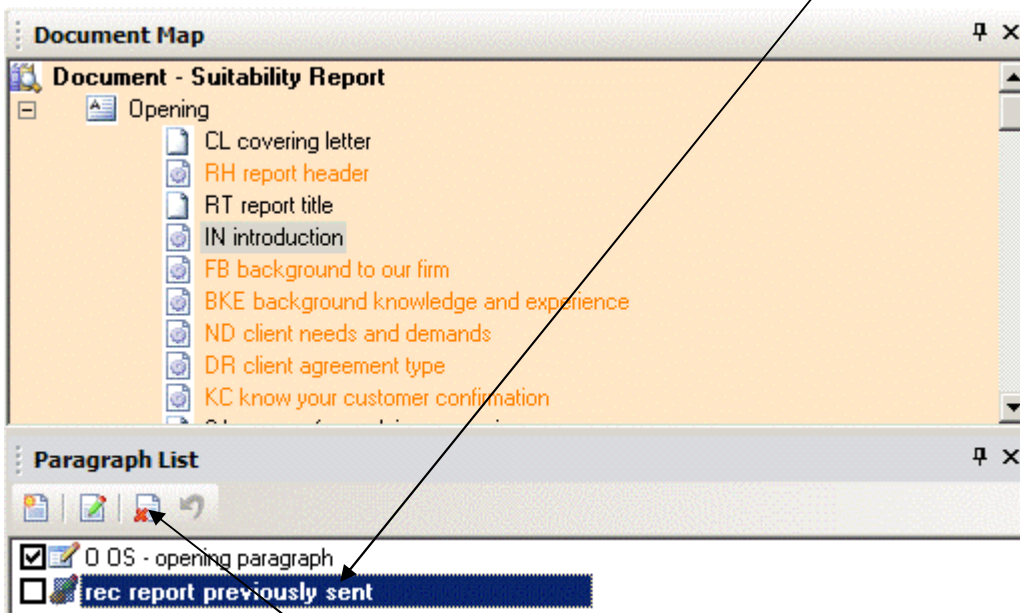 Document Map
Document - Suitability Report
Opening
CL covering letter
RH report header
RT report title
IN introduction
FB background to our firm
BKE background knowledge and experience
ND client needs and demands
DR client agreement type
KC know your customer confirmation
Paragraph List
O OS - opening paragraph
rec report previously sent